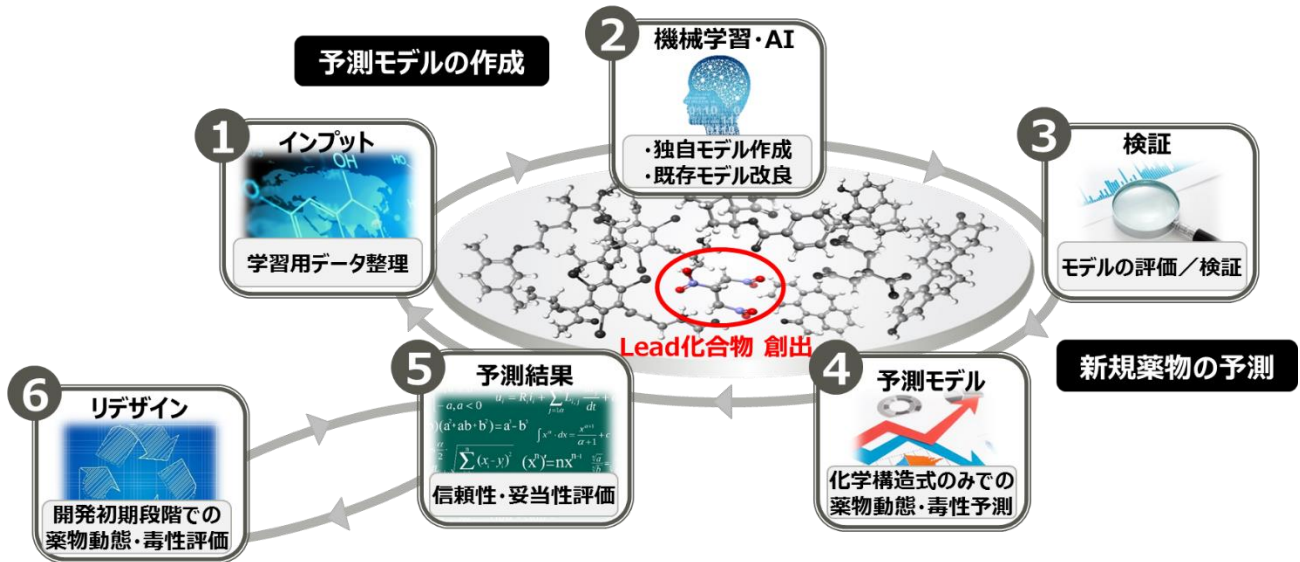 予測モデルの作成
1
インプット
学習用データ整理
2
機械学習・AI
・独自モデル作成
・既存モデル改良
3
検証
モデルの評価／検証
Lead化合物 創出
新規薬物の予測
4
予測モデル
化学構造式のみでの
薬物動態・毒性予測
5
予測結果
信頼性・妥当性評価
6
リデザイン
開発初期段階での
薬物動態・毒性評価